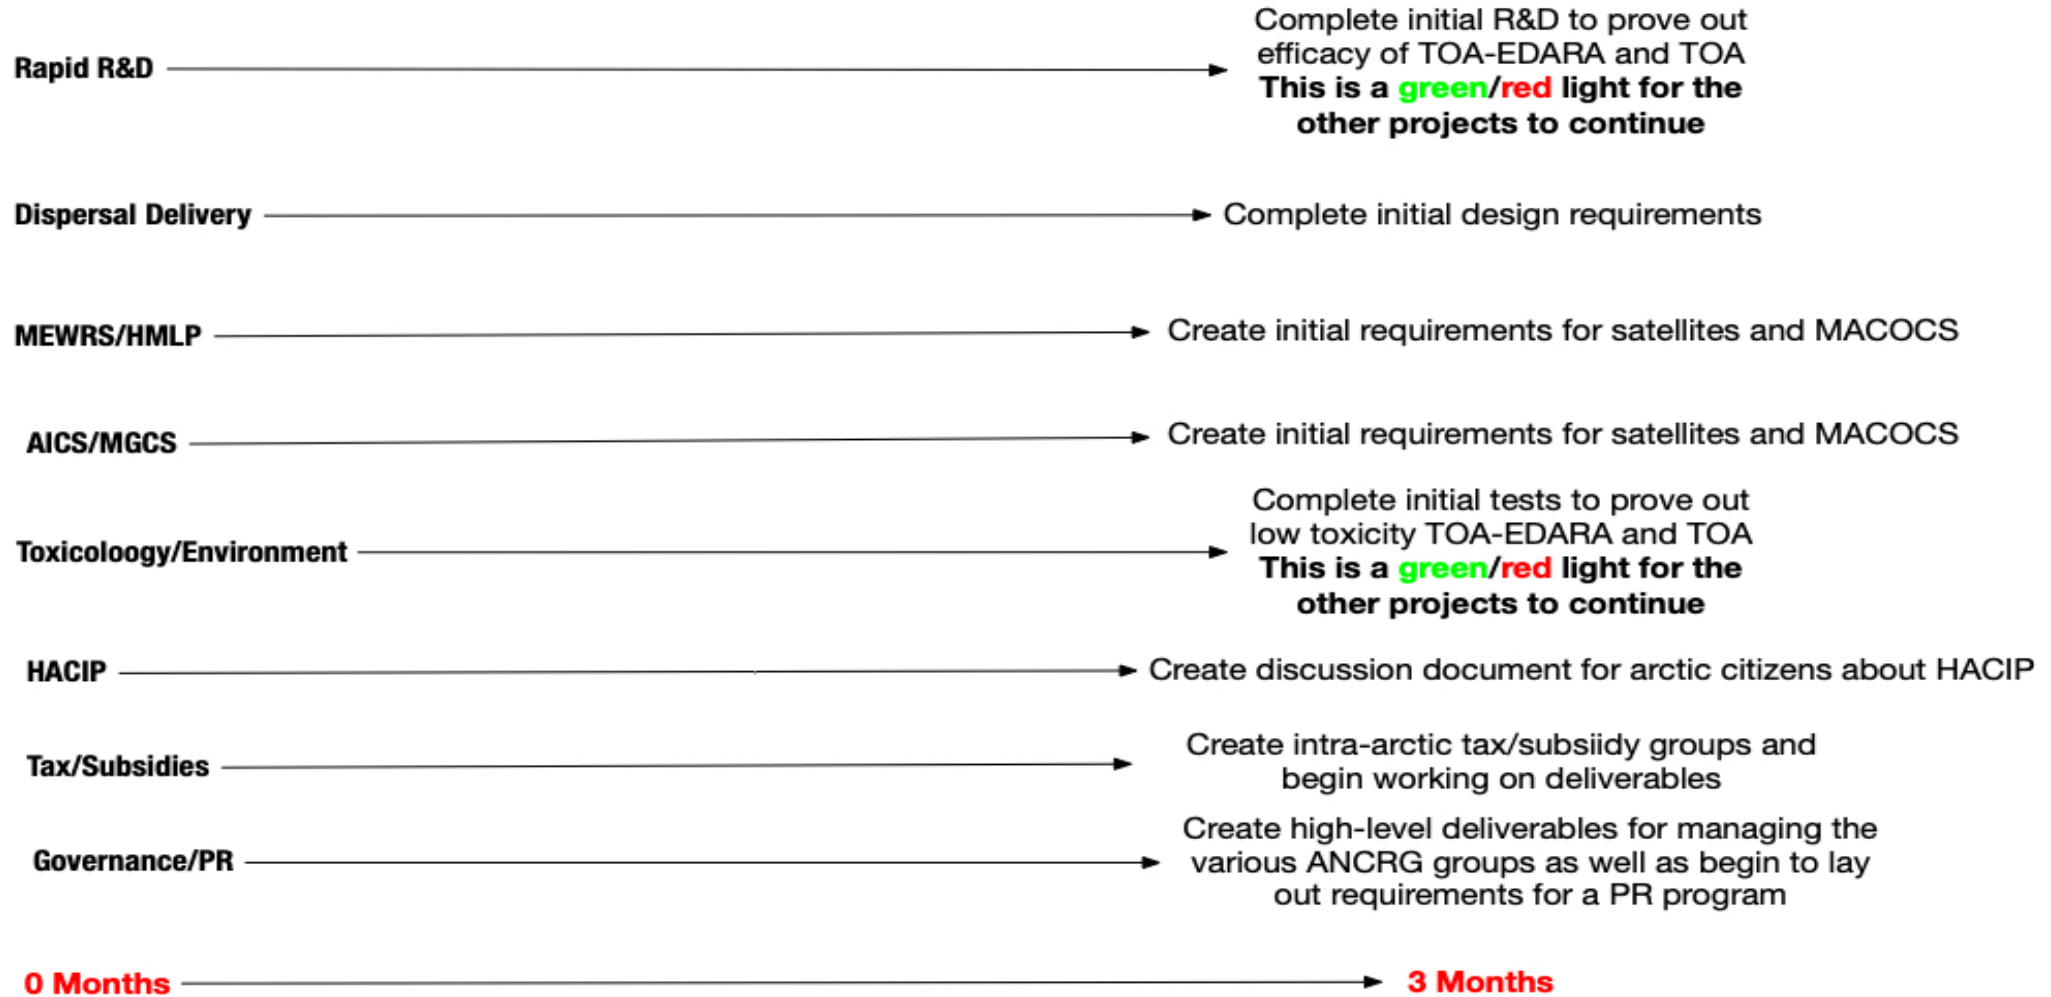 Complete initial R&D to prove out
efficacy of TOA-EDARA and TOA
Rapid R&D
This is a green/red light for the
other projects to continue
Dispersal Delivery
Complete initial design requirements
MEWRS/HMLP
Create initial requirements for satellites and MACOCS
AICS/MGCS
Create initial requirements for satellites and MACOCS
Complete initial tests to prove out
low toxicity TOA-EDARA and TOA
Toxicoloogy/Environment
This is a green/red light for the
other projects to continue
HACIP
Create discussion document for arctic citizens about HACIP
Tax/Subsidies
Create intra-arctic tax/subsiidy groups and
begin working on deliverables
Governance/PR
Create high-level deliverables for managing the
various ANCRG groups as well as begin to lay
out requirements for a PR program
0 Months
3 Months